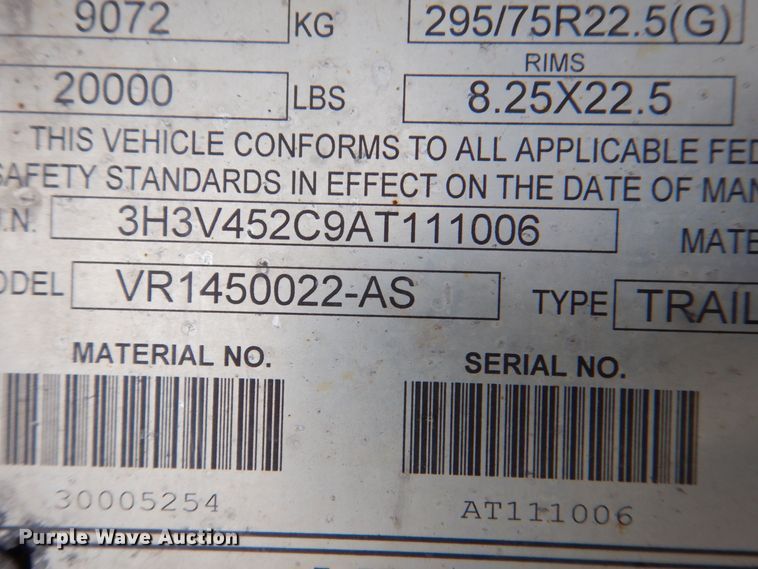 9072 KG 295/75R22.5(G)
RIMS
20000 LBS 8.25X22.5
THIS VEHICLE CONFORMS TO ALL APPLICABLE FED
SAFETY STANDARDS IN EFFECT ON THE DATE OF MAN
.N. 3H3V452C9AT111006 MATE
ODEL VR1450022-AS TYPE TRAIL
MATERIAL NO. SERIAL NO.
30005254 AT111006
Purple Wave Auction